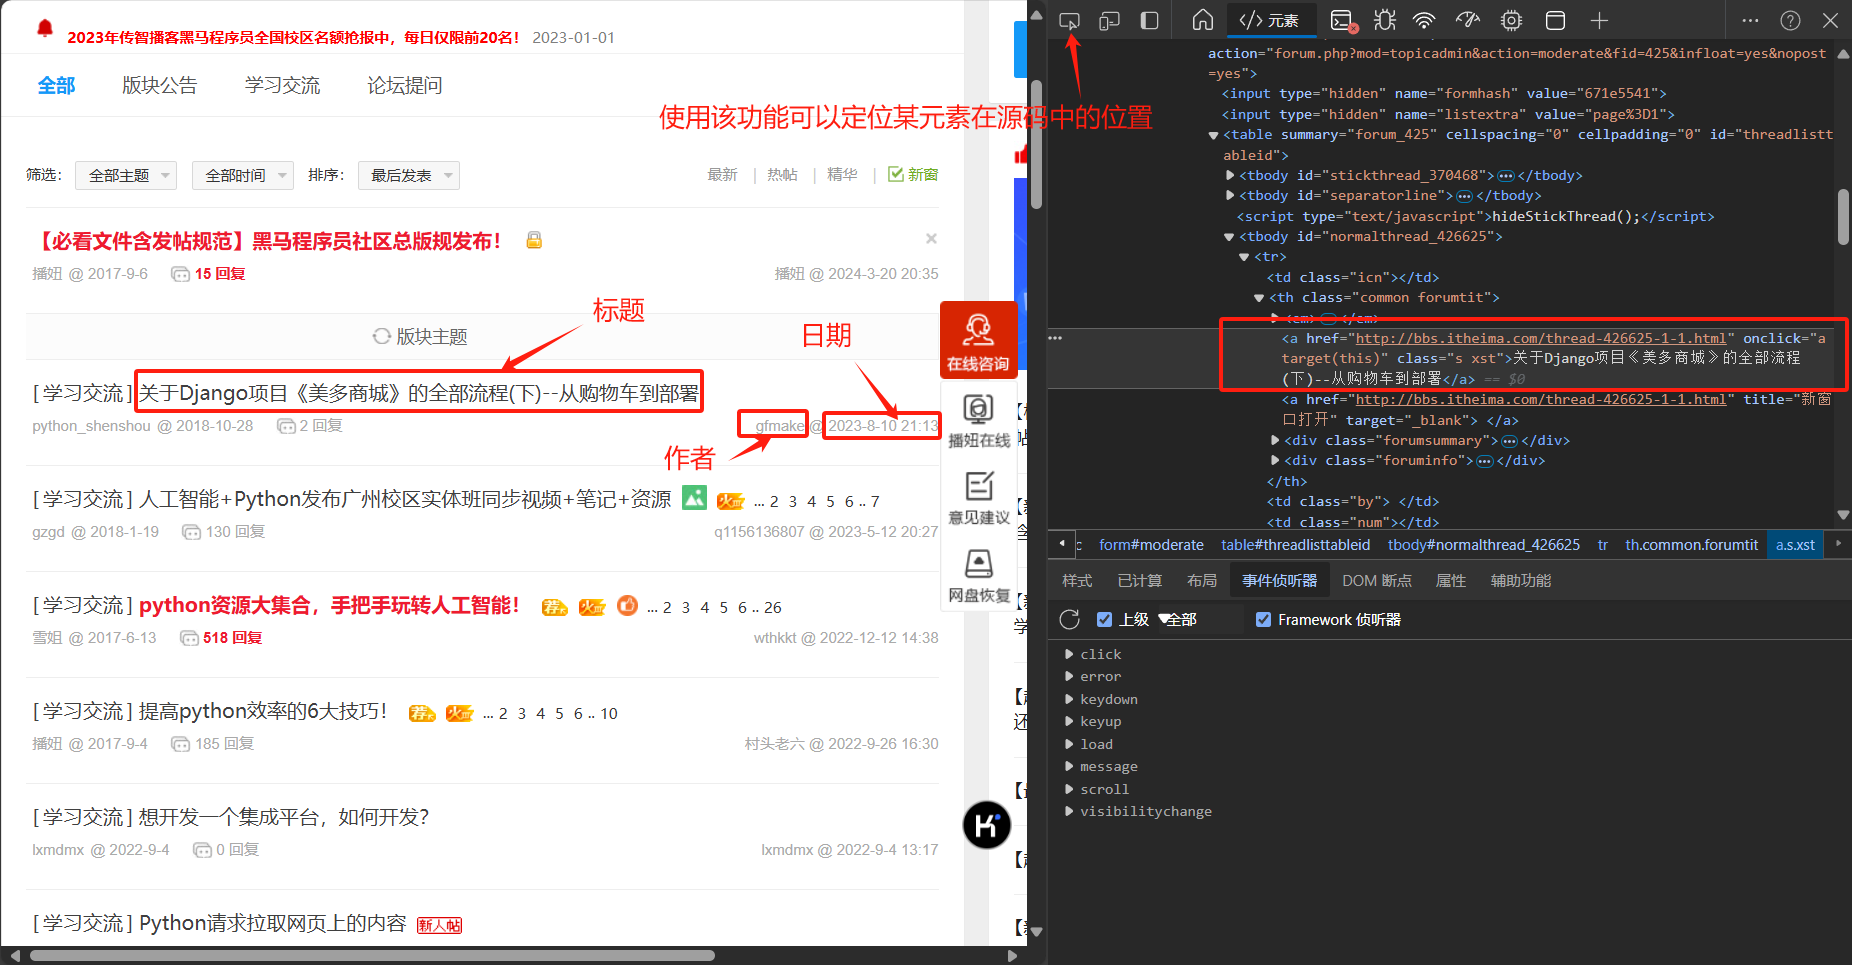 2023年传智播客黑马程序员全国校区名额抢报中，每日仅限前20名！ 2023-01-01
全部 版块公告 学习交流 论坛提问
使用该功能可以定位某元素在源码中的位置
筛选： 全部主题 全部时间 排序： 最后发表 最新 | 热帖 | 精华 | 新窗
【必看文件含发帖规范】黑马程序员社区总版规发布！ ×
播妞 @ 2017-9-6 15 回复 播妞 @ 2024-3-20 20:35
标题
版块主题
日期
[ 学习交流 ] 关于Django项目《美多商城》的全部流程(下)--从购物车到部署
python_shenshou @ 2018-10-28 2 回复 gfmake @ 2023-8-10 21:13
作者
[ 学习交流 ] 人工智能+Python发布广州校区实体班同步视频+笔记+资源 火 ... 2 3 4 5 6 .. 7
gzgd @ 2018-1-19 130 回复 q1156136807 @ 2023-5-12 20:27
[ 学习交流 ] python资源大集合，手把手玩转人工智能！ 荐 火 ... 2 3 4 5 6 .. 26
雪姐 @ 2017-6-13 518 回复 wthkkt @ 2022-12-12 14:38
[ 学习交流 ] 提高python效率的6大技巧！ 荐 火 ... 2 3 4 5 6 .. 10
播妞 @ 2017-9-4 185 回复 村头老六 @ 2022-9-26 16:30
[ 学习交流 ] 想开发一个集成平台，如何开发？
lxmdmx @ 2022-9-4 0 回复 lxmdmx @ 2022-9-4 13:17
[ 学习交流 ] Python请求拉取网页上的内容 新人帖
在线咨询
播妞在线
意见建议
网盘恢复
K
</> 元素
action="forum.php?mod=topicadmin&action=moderate&fid=425&infloat=yes&nopost
=yes">
<input type="hidden" name="formhash" value="671e5541">
<input type="hidden" name="listextra" value="page%3D1">
<table summary="forum_425" cellspacing="0" cellpadding="0" id="threadlistt
ableid">
<tbody id="stickthread_370468">…</tbody>
<tbody id="separatorline">…</tbody>
<script type="text/javascript">hideStickThread();</script>
<tbody id="normalthread_426625">
<tr>
<td class="icn"></td>
<th class="common forumtit">
<em>…</em>
<a href="http://bbs.itheima.com/thread-426625-1-1.html" onclick="a
target(this)" class="s xst">关于Django项目《美多商城》的全部流程
(下)--从购物车到部署</a> == $0
<a href="http://bbs.itheima.com/thread-426625-1-1.html" title="新窗
口打开" target="_blank"> </a>
<div class="forumsummary">…</div>
<div class="foruminfo">…</div>
</th>
<td class="by"> </td>
<td class="num"></td>
c form#moderate table#threadlisttableid tbody#normalthread_426625 tr th.common.forumtit a.s.xst
样式 已计算 布局 事件侦听器 DOM 断点 属性 辅助功能
上级 全部 Framework 侦听器
click
error
keydown
keyup
load
message
scroll
visibilitychange